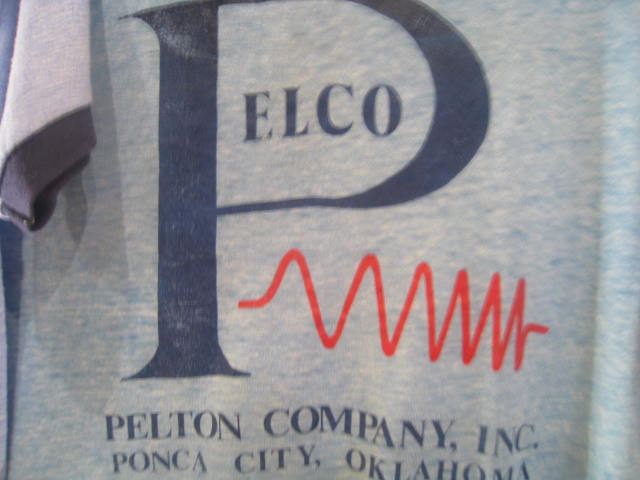 PELCO
PELTON COMPANY, INC.
PONCA CITY, OKLAHOMA